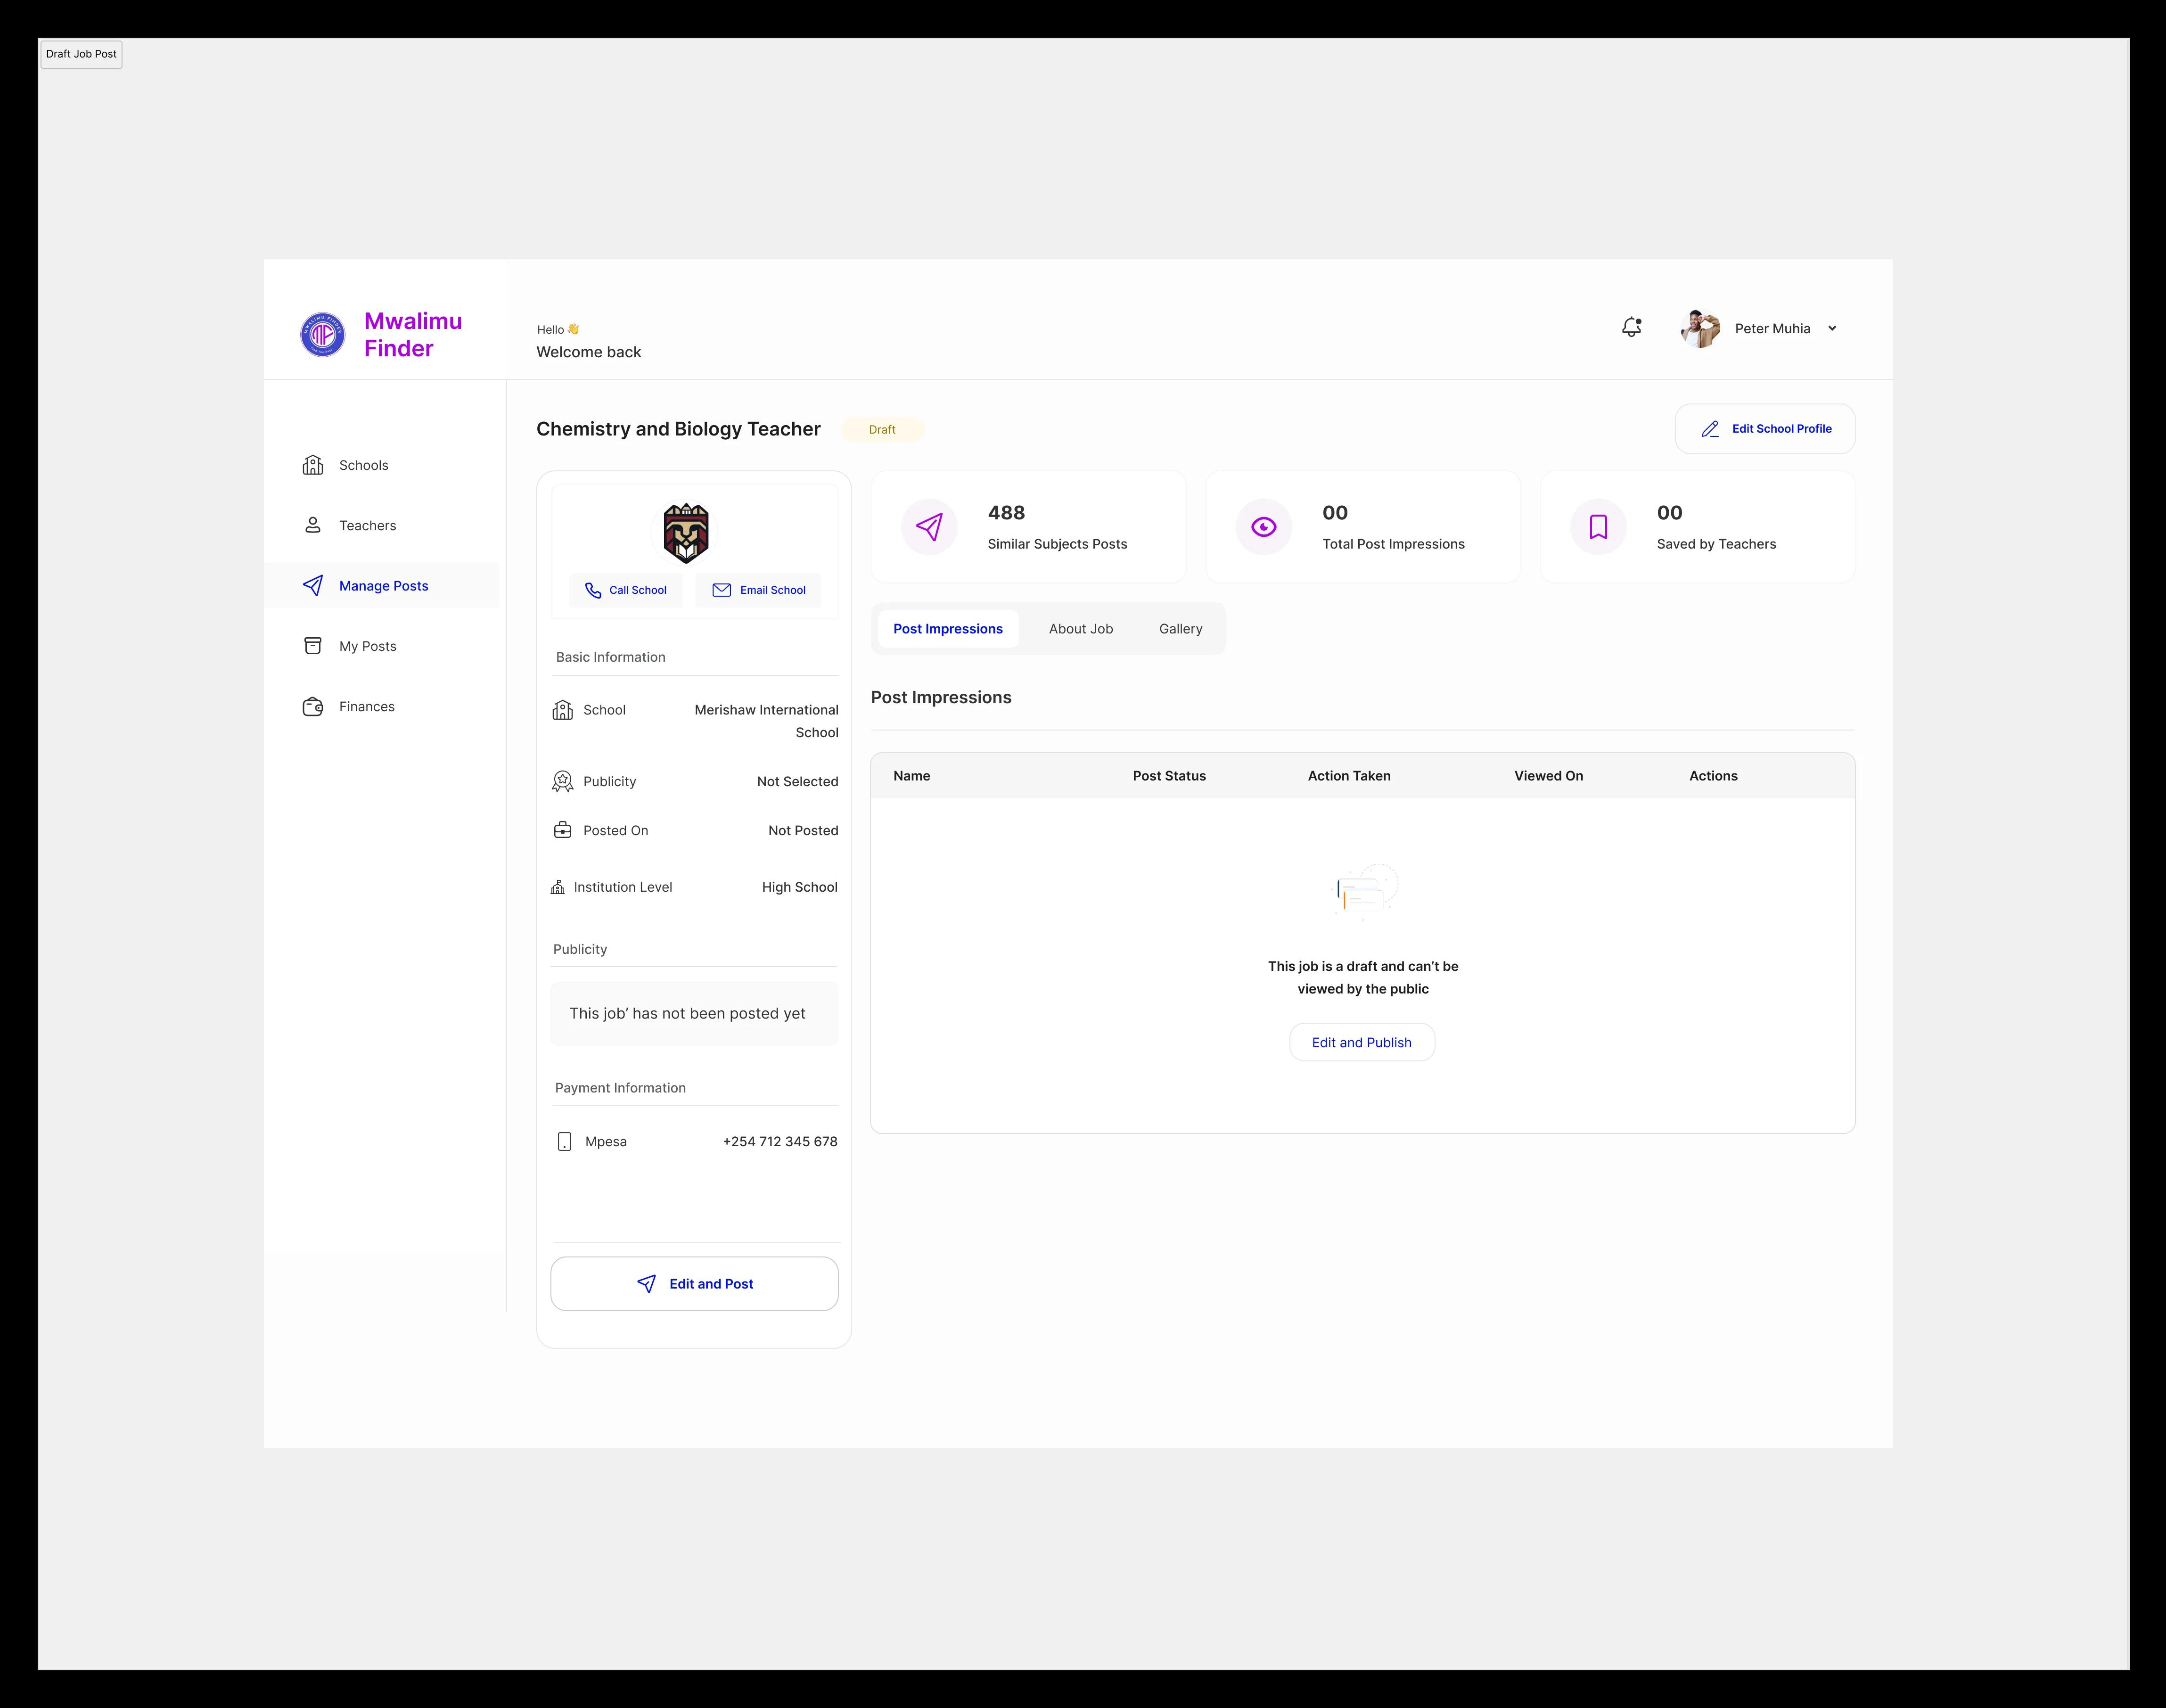 Draft Job Post
Mwalimu
Finder
Hello 👋
Welcome back
Peter Muhia
Schools
Teachers
Manage Posts
My Posts
Finances
Chemistry and Biology Teacher
Draft
Edit School Profile
Call School
Email School
Basic Information
School
Merishaw International
School
Publicity
Not Selected
Posted On
Not Posted
Institution Level
High School
Publicity
This job’ has not been posted yet
Payment Information
Mpesa
+254 712 345 678
Edit and Post
488
Similar Subjects Posts
00
Total Post Impressions
00
Saved by Teachers
Post Impressions
About Job
Gallery
Post Impressions
Name
Post Status
Action Taken
Viewed On
Actions
This job is a draft and can’t be
viewed by the public
Edit and Publish